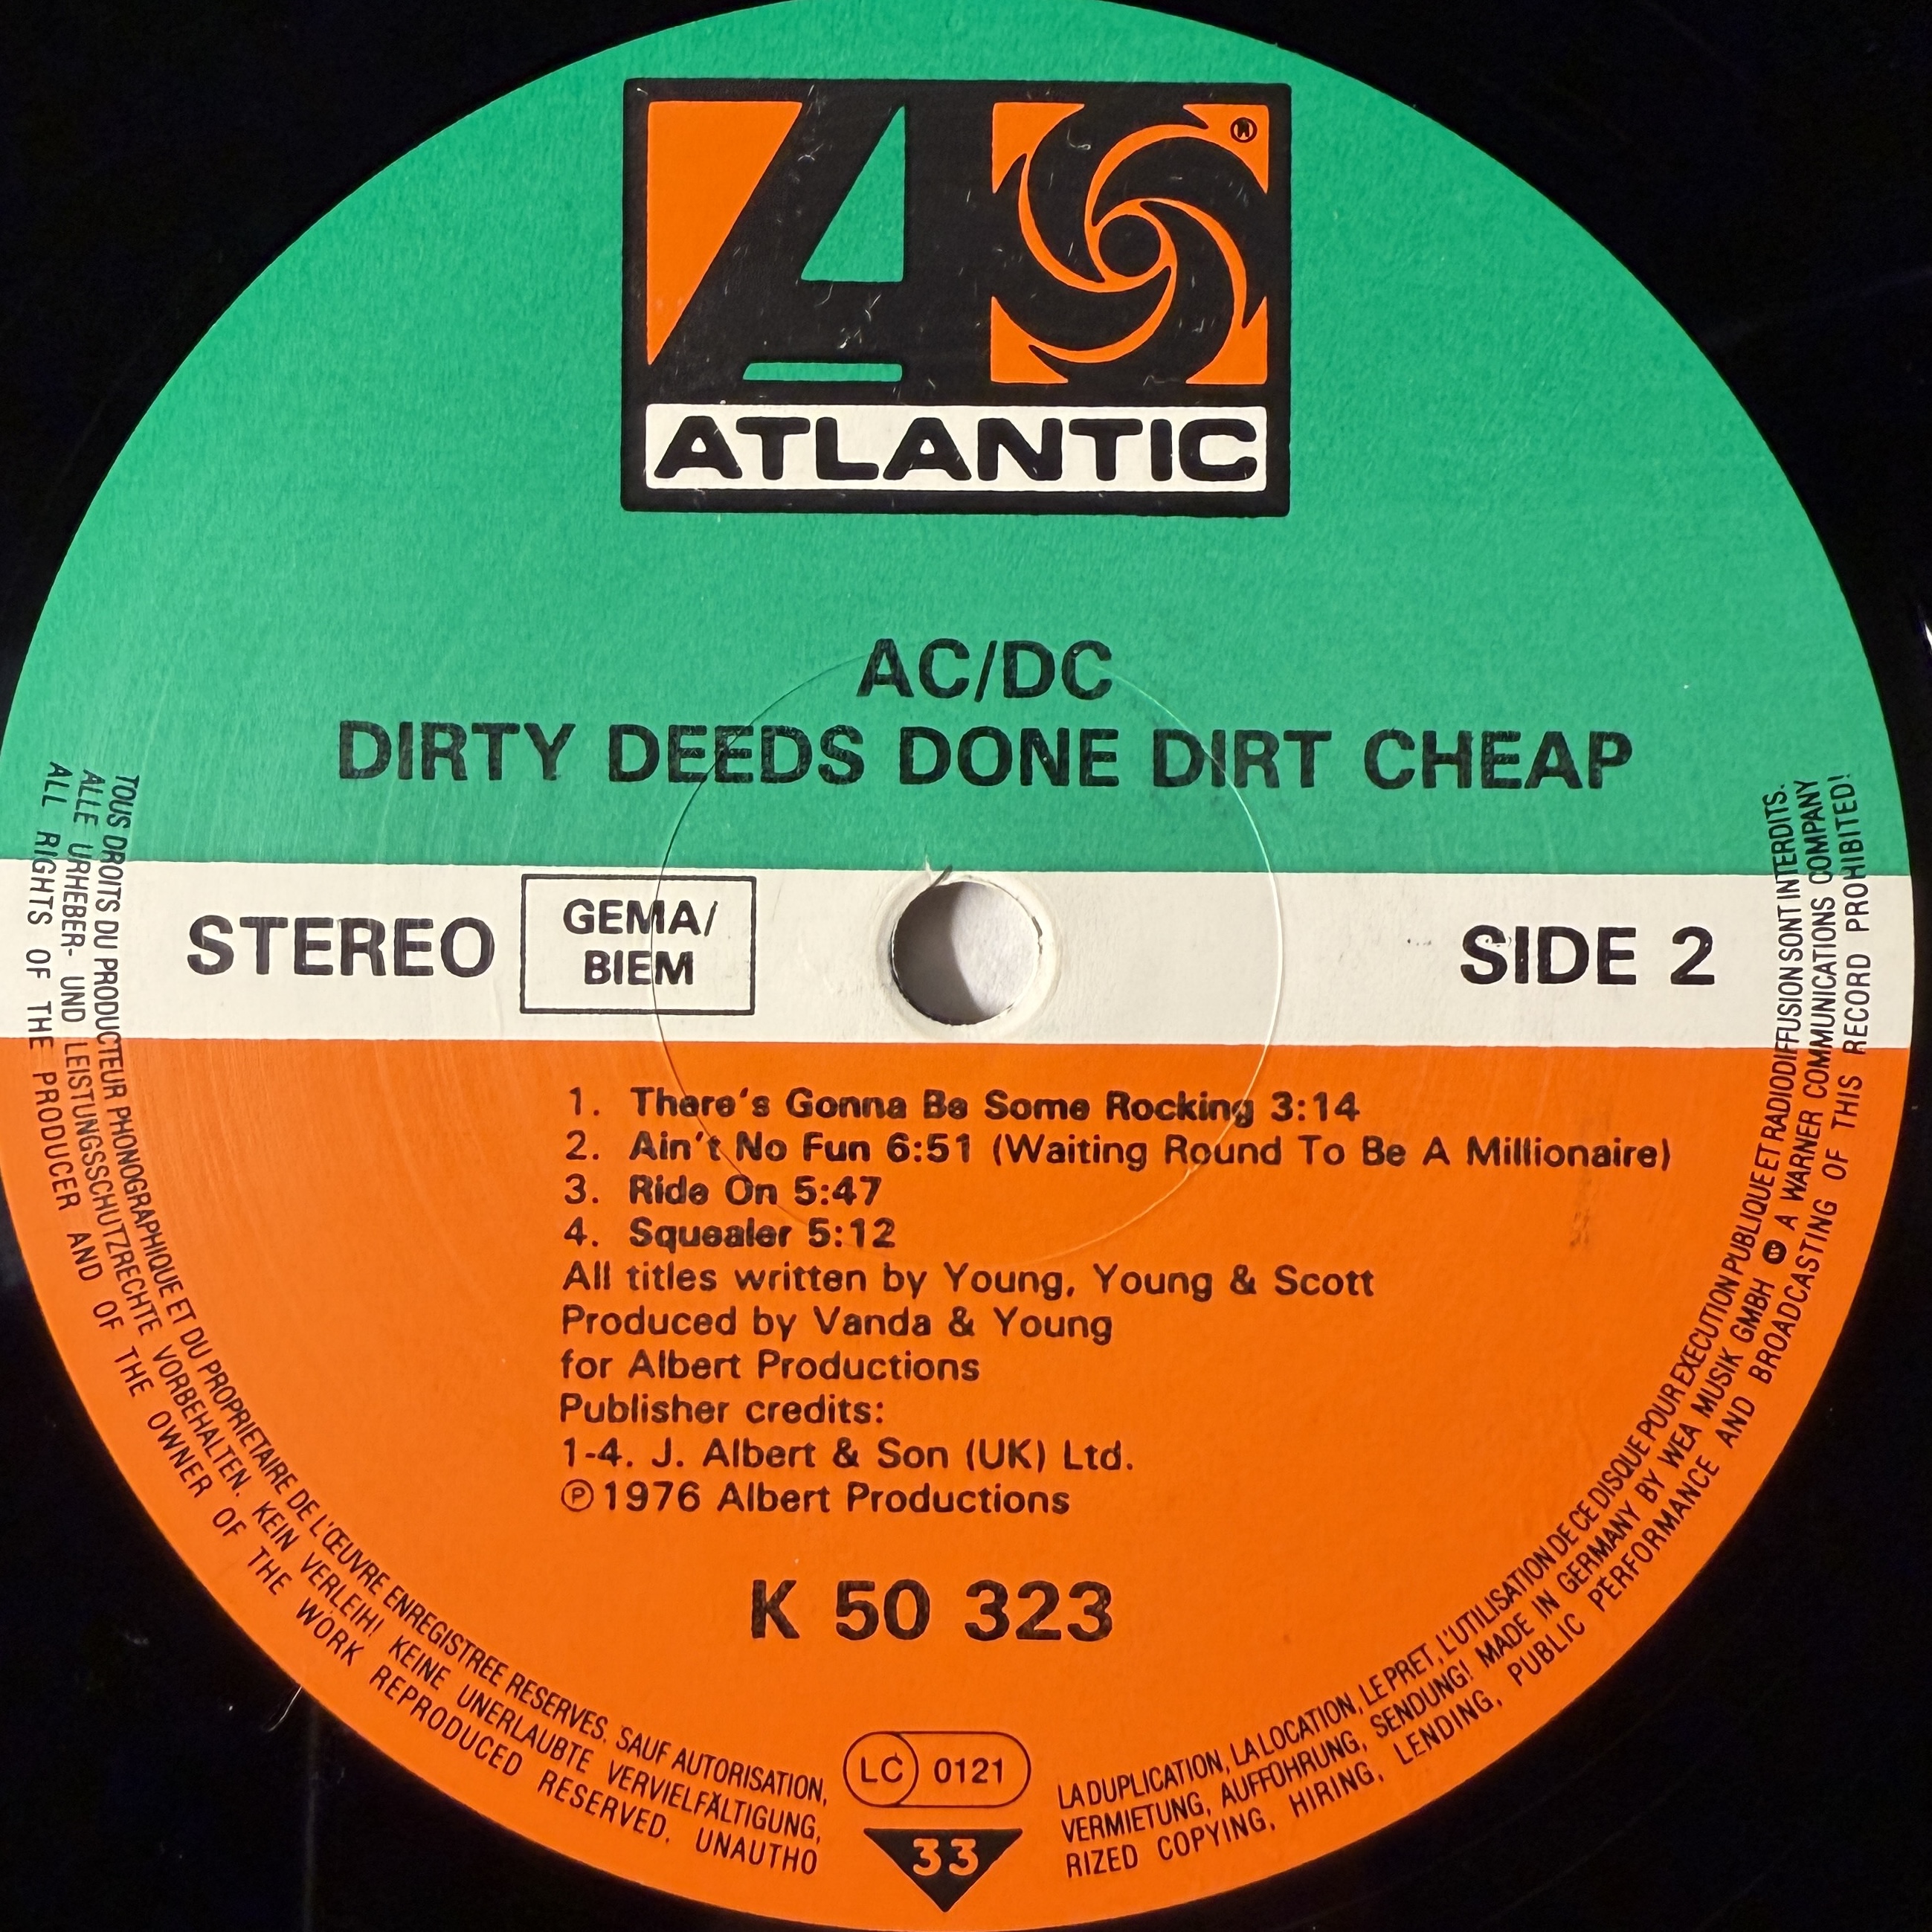 ATLANTIC
AC/DC
DIRTY DEEDS DONE DIRT CHEAP
STEREO
GEMA/
BIEM
SIDE 2
1. There's Gonna Be Some Rocking 3:14
2. Ain't No Fun 6:51 (Waiting Round To Be A Millionaire)
3. Ride On 5:47
4. Squealer 5:12
All titles written by Young, Young & Scott
Produced by Vanda & Young
for Albert Productions
Publisher credits:
1-4. J. Albert & Son (UK) Ltd.
Ⓟ 1976 Albert Productions
K 50 323
LC 0121
33
TOUS DROITS DU PRODUCTEUR PHONOGRAPHIQUE ET DU PROPRIETAIRE DE L'ŒUVRE ENREGISTREE RESERVES. SAUF AUTORISATION, LA DUPLICATION, LA LOCATION, LE PRET, L'UTILISATION DE CE DISQUE POUR EXECUTION PUBLIQUE ET RADIODIFFUSION SONT INTERDITS.
ALLE URHEBER- UND LEISTUNGSSCHUTZRECHTE VORBEHALTEN. KEIN VERLEIH! KEINE UNERLAUBTE VERVIELFÄLTIGUNG, VERMIETUNG, AUFFÜHRUNG, SENDUNG! MADE IN GERMANY BY WEA MUSIK GMBH A WARNER COMMUNICATIONS COMPANY
ALL RIGHTS OF THE PRODUCER AND OF THE OWNER OF THE WORK REPRODUCED RESERVED. UNAUTHORIZED COPYING, HIRING, LENDING, PUBLIC PERFORMANCE AND BROADCASTING OF THIS RECORD PROHIBITED!